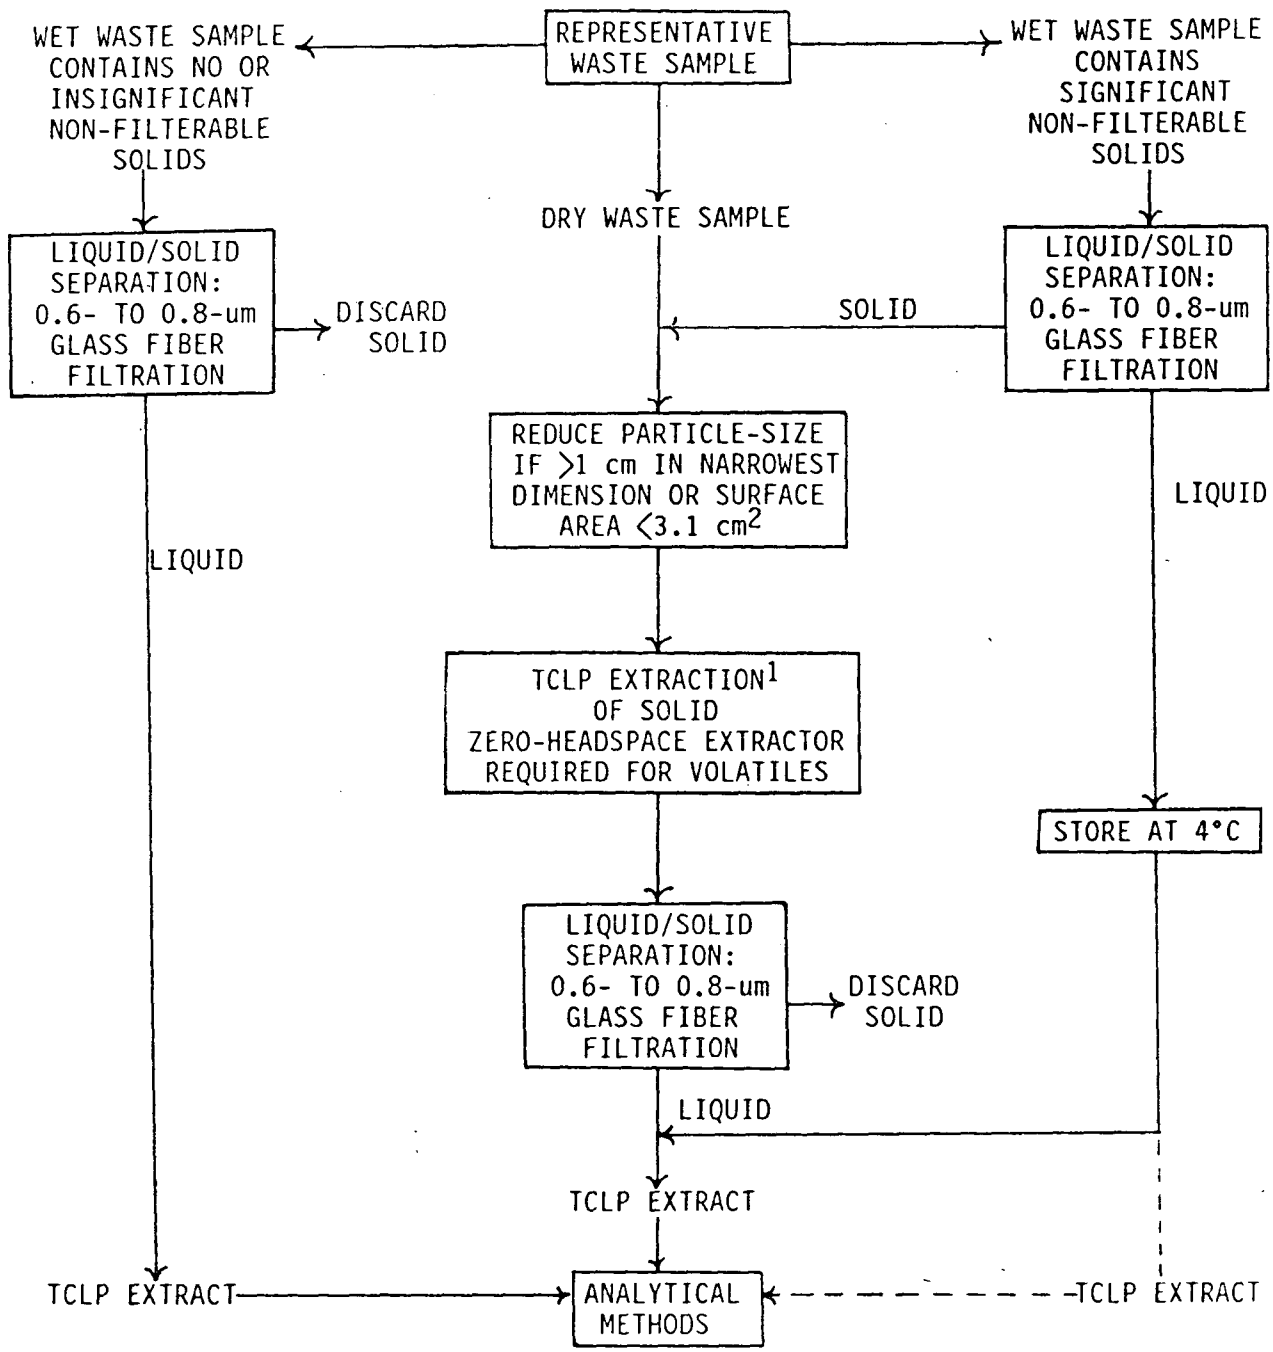 REPRESENTATIVE
WASTE SAMPLE
WET WASTE SAMPLE
CONTAINS NO OR
INSIGNIFICANT
NON-FILTERABLE
SOLIDS
WET WASTE SAMPLE
CONTAINS
SIGNIFICANT
NON-FILTERABLE
SOLIDS
DRY WASTE SAMPLE
LIQUID/SOLID
SEPARATION:
0.6- TO 0.8-um
GLASS FIBER
FILTRATION
DISCARD
SOLID
SOLID
LIQUID/SOLID
SEPARATION:
0.6- TO 0.8-um
GLASS FIBER
FILTRATION
REDUCE PARTICLE-SIZE
IF >1 cm IN NARROWEST
DIMENSION OR SURFACE
AREA <3.1 cm²
LIQUID
LIQUID
TCLP EXTRACTION¹
OF SOLID
ZERO-HEADSPACE EXTRACTOR
REQUIRED FOR VOLATILES
STORE AT 4°C
LIQUID/SOLID
SEPARATION:
0.6- TO 0.8-um
GLASS FIBER
FILTRATION
DISCARD
SOLID
LIQUID
TCLP EXTRACT
TCLP EXTRACT
ANALYTICAL
METHODS
TCLP EXTRACT